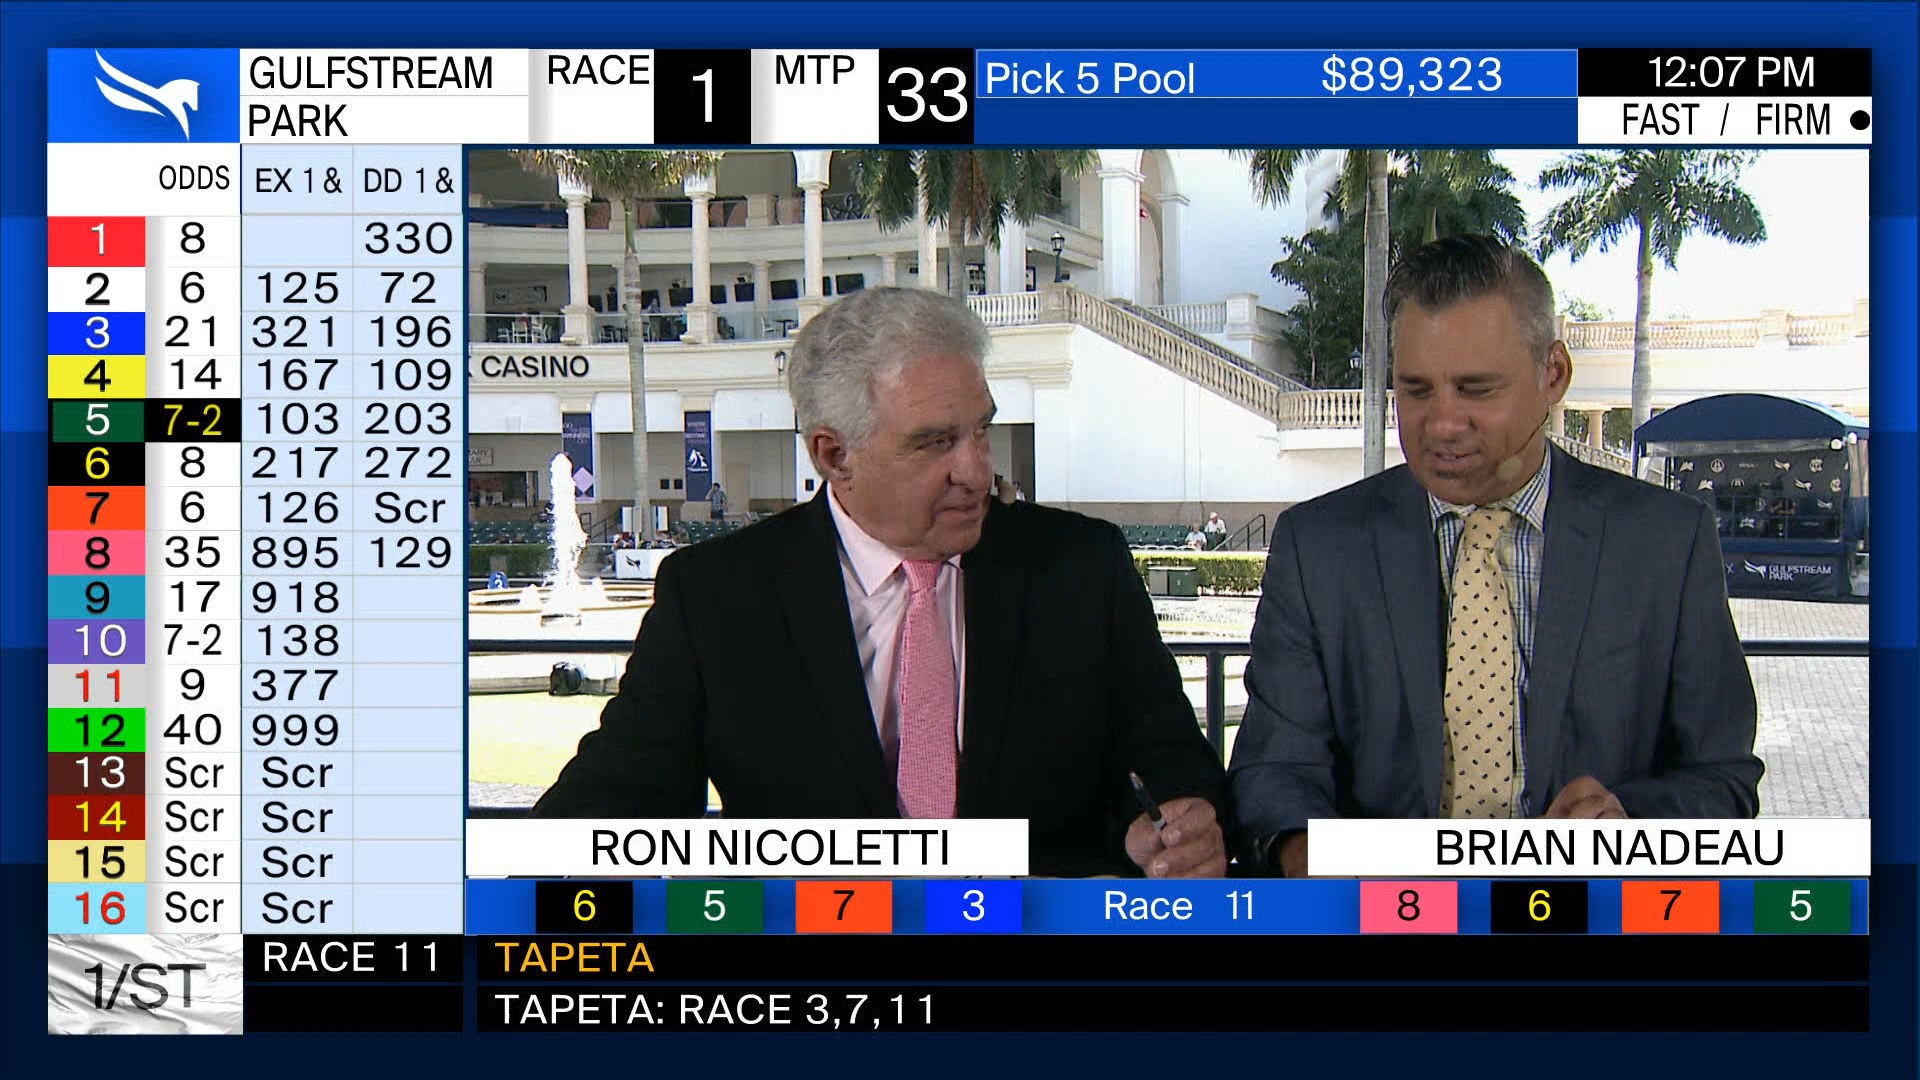 GULFSTREAM
PARK
RACE 1 MTP 33
Pick 5 Pool $89,323
12:07 PM
FAST / FIRM
ODDS EX 1 & DD 1 &
1 8 330
2 6 125 72
3 21 321 196
4 14 167 109
5 7-2 103 203
6 8 217 272
7 6 126 Scr
8 35 895 129
9 17 918
10 7-2 138
11 9 377
12 40 999
13 Scr Scr
14 Scr Scr
15 Scr Scr
16 Scr Scr
CASINO
GULFSTREAM
PARK
RON NICOLETTI
BRIAN NADEAU
6 5 7 3 Race 11 8 6 7 5
1/ST
RACE 11
TAPETA
TAPETA: RACE 3,7,11